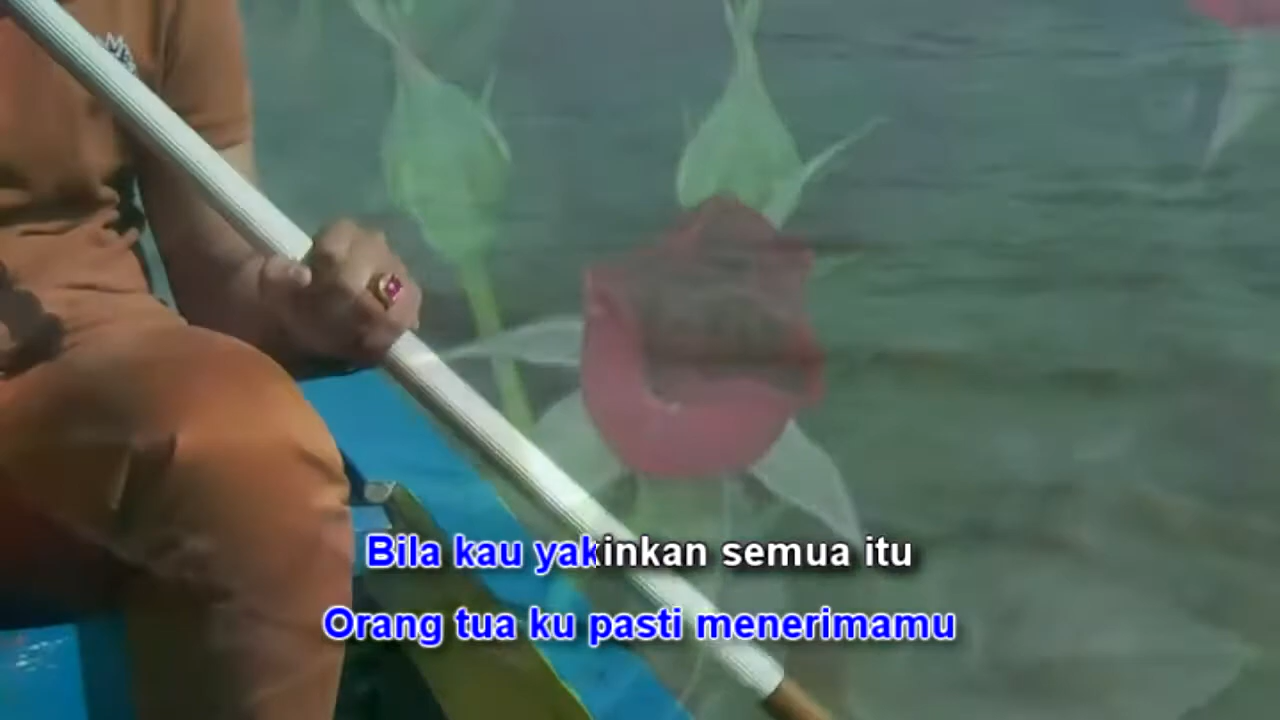 Bila kau yakinkan semua itu
Orang tua ku pasti menerimamu